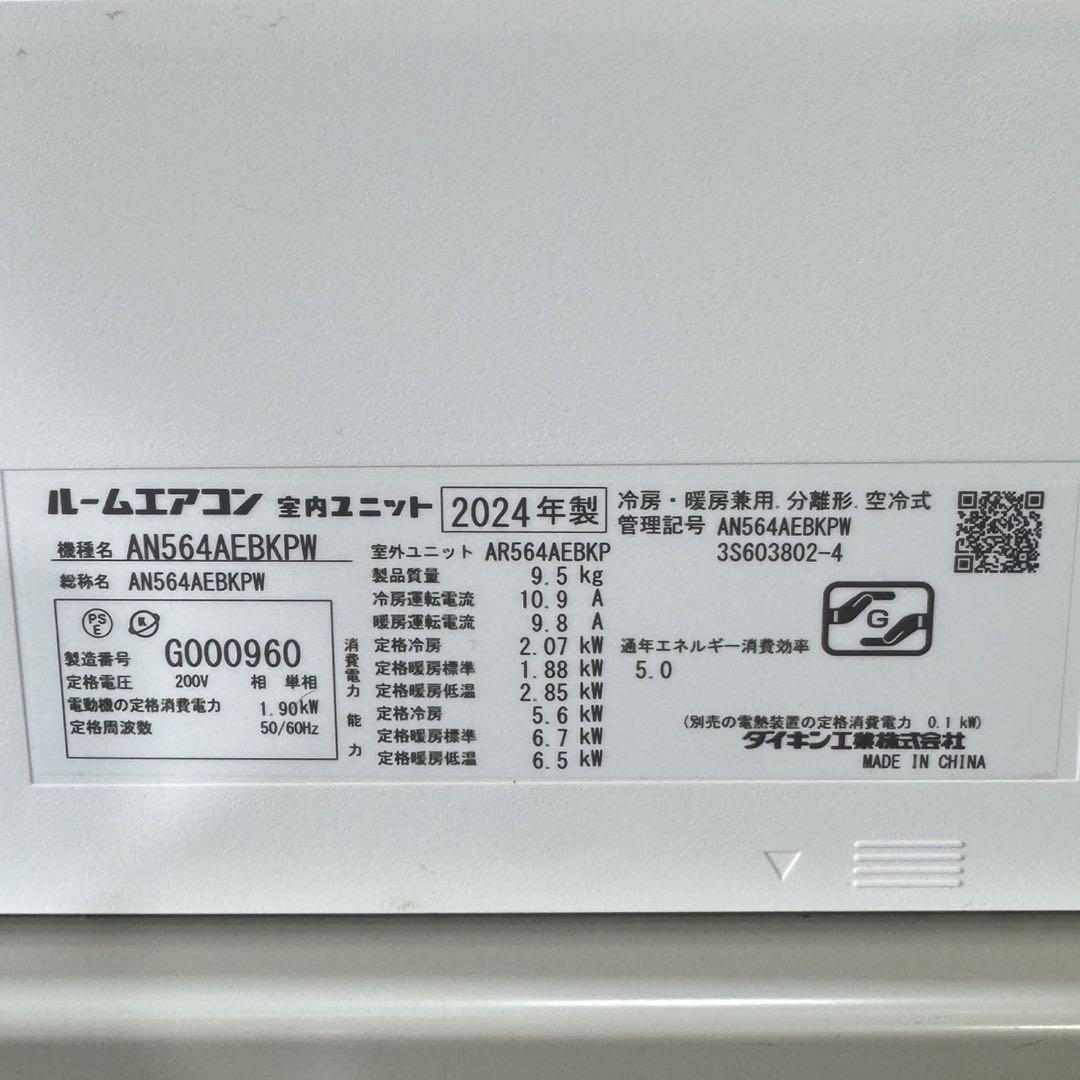 ルームエアコン 室内ユニット 2024年製
冷房・暖房兼用. 分離形. 空冷式
機種名 AN564AEBKPW
総称名 AN564AEBKPW
室外ユニット AR564AEBKP
管理記号 AN564AEBKPW
3S603802-4
PS
E
製造番号 G000960
定格電圧 200V 相 単相
電動機の定格消費電力 1.90kW
定格周波数 50/60Hz
製品質量 9.5 kg
冷房運転電流 10.9 A
暖房運転電流 9.8 A
消費電力
定格冷房 2.07 kW
定格暖房標準 1.88 kW
定格暖房低温 2.85 kW
能力
定格冷房 5.6 kW
定格暖房標準 6.7 kW
定格暖房低温 6.5 kW
通年エネルギー消費効率
5.0
G
(別売の電熱装置の定格消費電力 0.1 kW)
ダイキン工業株式会社
MADE IN CHINA